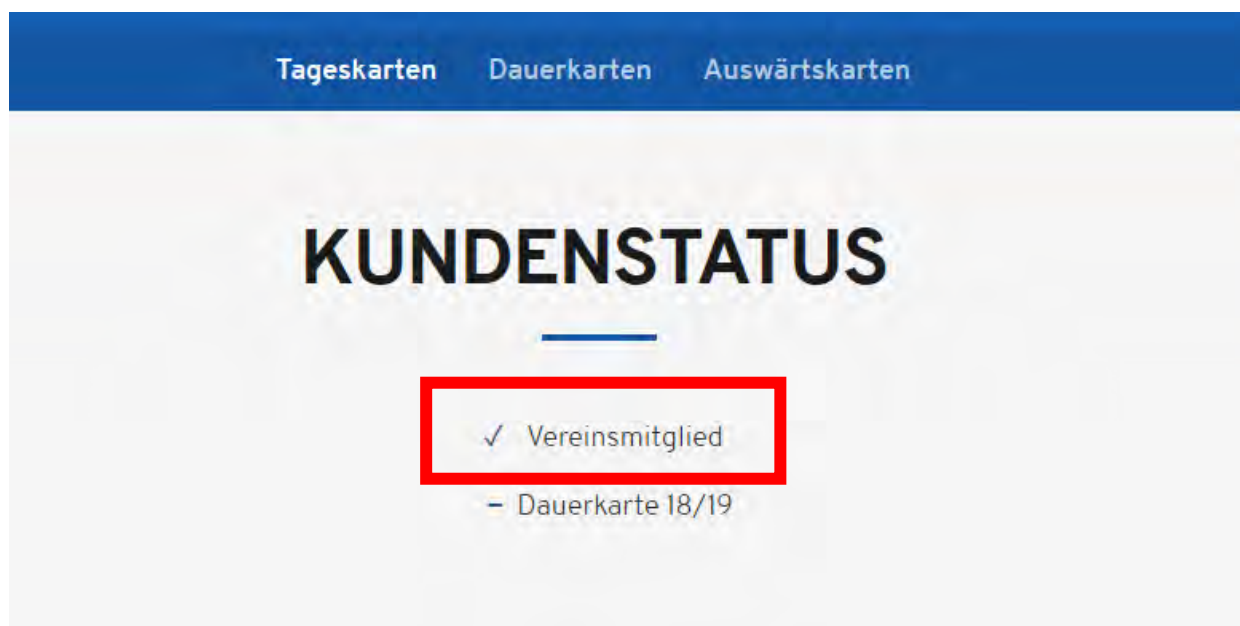 Tageskarten Dauerkarten Auswärtskarten
KUNDENSTATUS
✓ Vereinsmitglied
– Dauerkarte 18/19